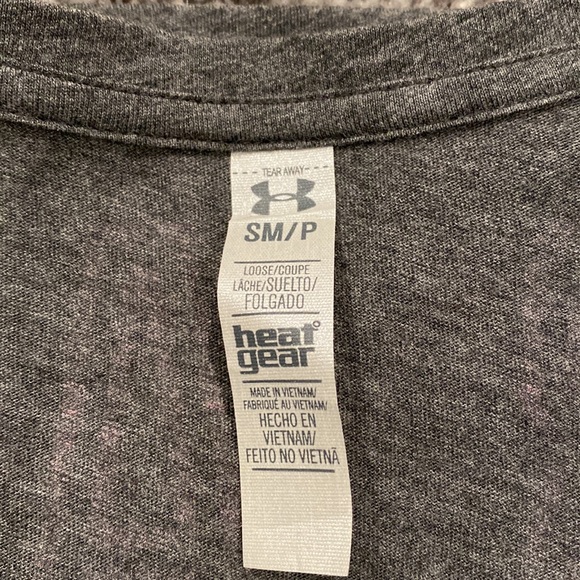 TEAR AWAY
SM/P
LOOSE/COUPE
LÂCHE/SUELTO/
FOLGADO
heat°
gear
MADE IN VIETNAM/
FABRIQUÉ AU VIETNAM/
HECHO EN
VIETNAM/
FEITO NO VIETNÃ